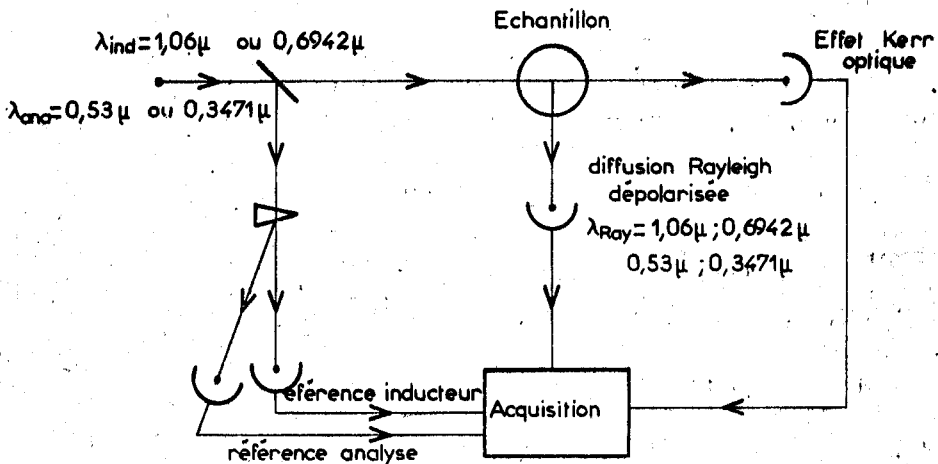 Echantillon
λind=1,06μ ou 0,6942μ
Effet Kerr
optique
λana=0,53μ ou 0,3471μ
diffusion Rayleigh
dépolarisée
λRay=1,06μ ; 0,6942μ
0,53μ ; 0,3471μ
éférence inducteur
Acquisition
référence analyse